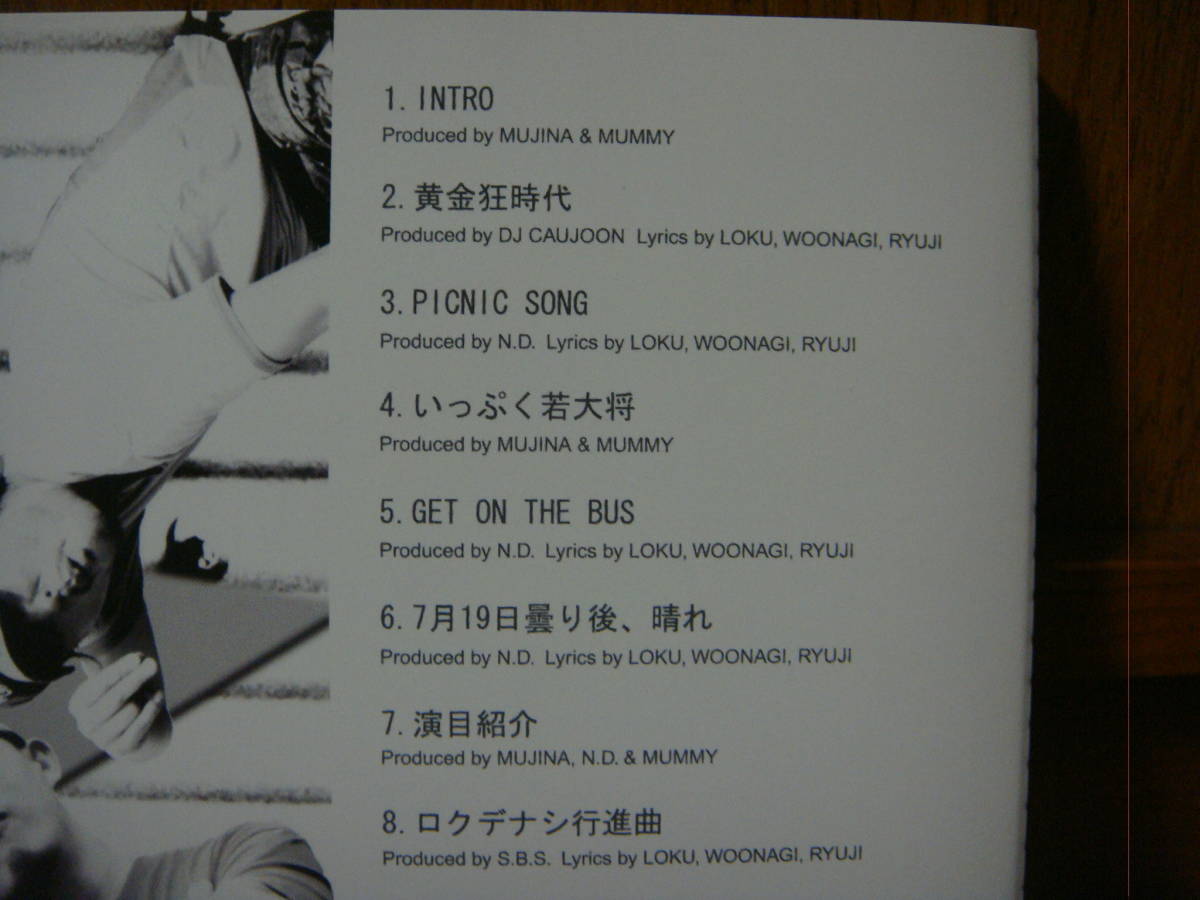 1. INTRO
Produced by MUJINA & MUMMY
2. 黄金狂時代
Produced by DJ CAUJOON Lyrics by LOKU, WOONAGI, RYUJI
3. PICNIC SONG
Produced by N.D. Lyrics by LOKU, WOONAGI, RYUJI
4. いっぷく若大将
Produced by MUJINA & MUMMY
5. GET ON THE BUS
Produced by N.D. Lyrics by LOKU, WOONAGI, RYUJI
6. 7月19日曇り後、晴れ
Produced by N.D. Lyrics by LOKU, WOONAGI, RYUJI
7. 演目紹介
Produced by MUJINA, N.D. & MUMMY
8. ロクデナシ行進曲
Produced by S.B.S. Lyrics by LOKU, WOONAGI, RYUJI